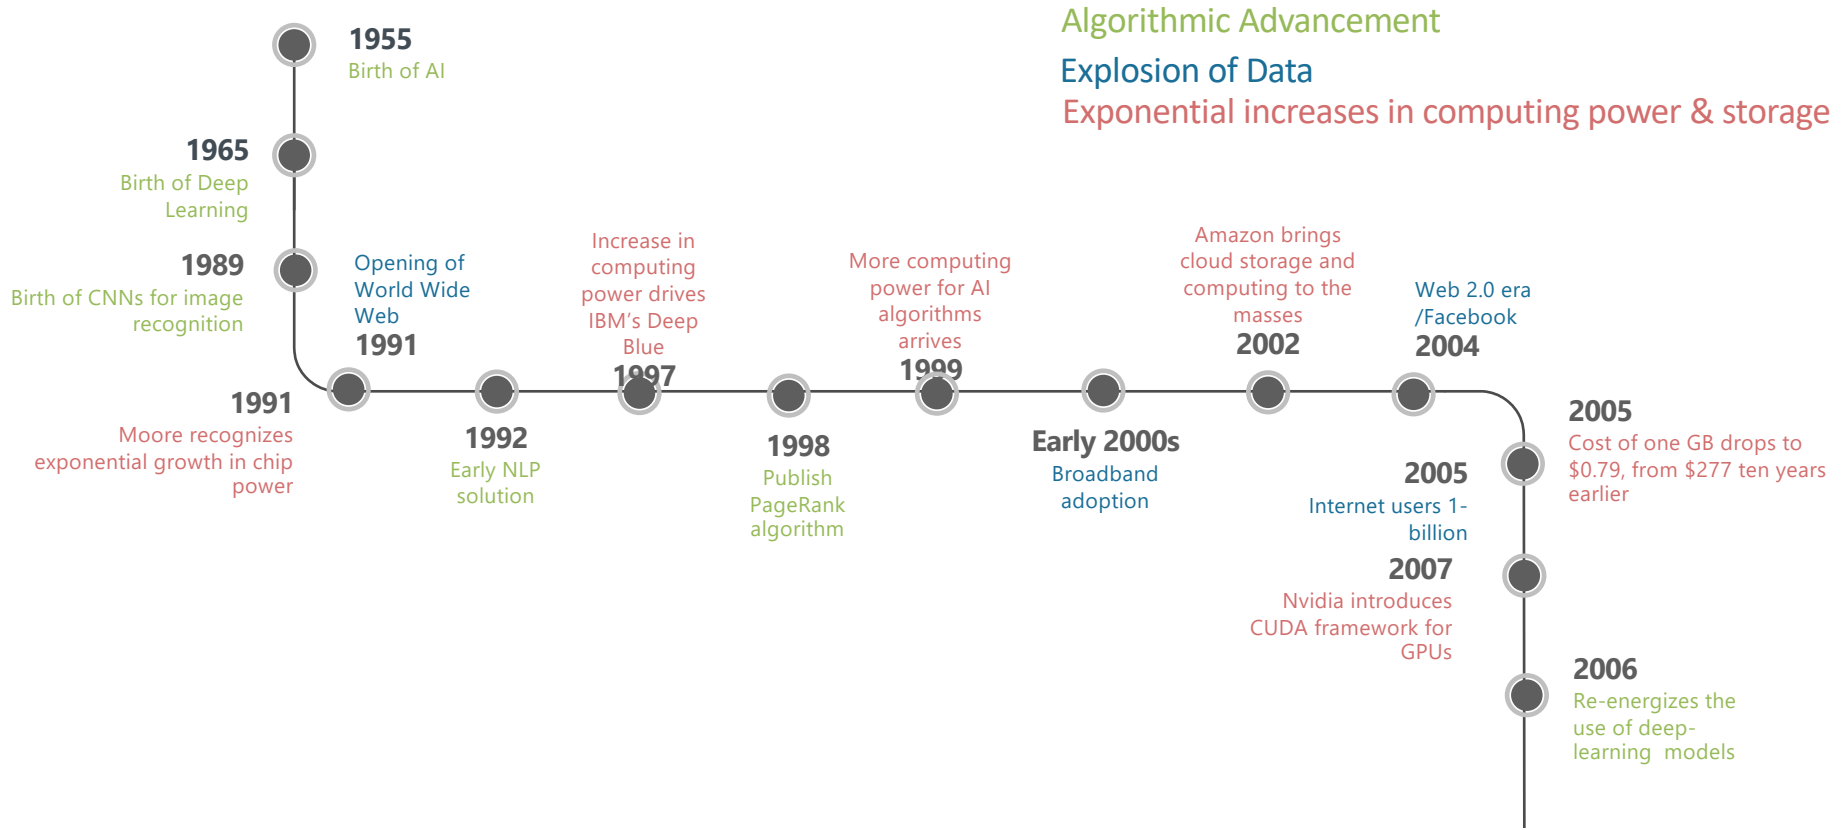 Algorithmic Advancement
Explosion of Data
Exponential increases in computing power & storage
1955
Birth of AI
1965
Birth of Deep
Learning
1989
Birth of CNNs for image
recognition
Opening of
World Wide
Web
1991
1991
Moore recognizes
exponential growth in chip
power
1992
Early NLP
solution
Increase in
computing
power drives
IBM's Deep
Blue
1997
1998
Publish
PageRank
algorithm
More computing
power for AI
algorithms
arrives
1999
Early 2000s
Broadband
adoption
Amazon brings
cloud storage and
computing to the
masses
2002
Web 2.0 era
/Facebook
2004
2005
Cost of one GB drops to
$0.79, from $277 ten years
earlier
2005
Internet users 1-
billion
2007
Nvidia introduces
CUDA framework for
GPUs
2006
Re-energizes the
use of deep-
learning models